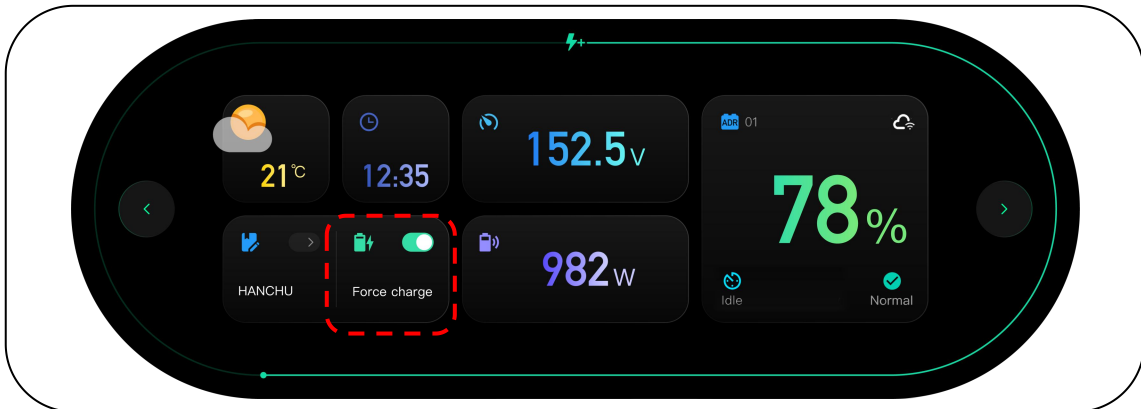 21℃
12:35
152.5V
ADR 01
78%
HANCHU
Force charge
982W
Idle
Normal